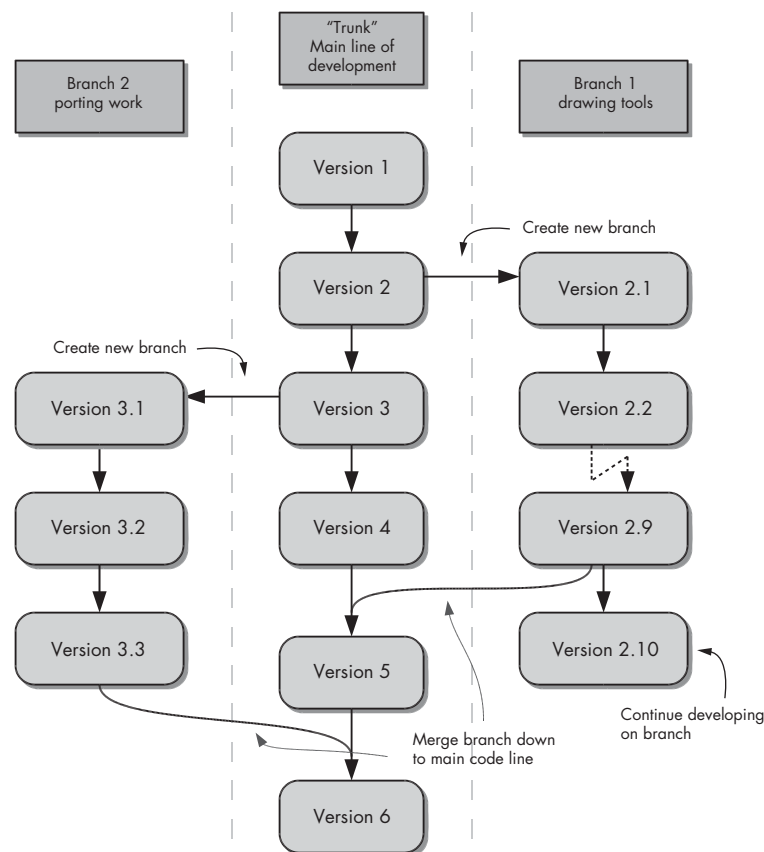 “Trunk”
Main line of
development
Branch 2
porting work
Branch 1
drawing tools
Version 1
Create new branch
Version 2
Version 2.1
Create new branch
Version 3.1
Version 3
Version 2.2
Version 3.2
Version 4
Version 2.9
Version 3.3
Version 5
Version 2.10
Continue developing
on branch
Merge branch down
to main code line
Version 6